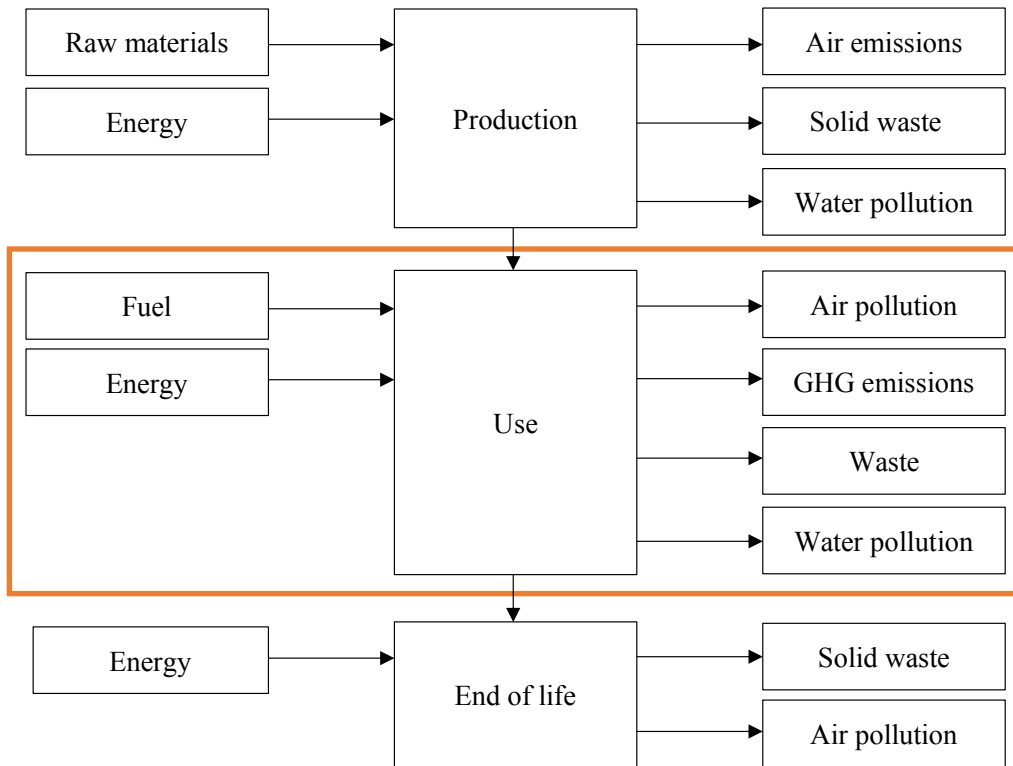 Raw materials
Energy
Production
Air emissions
Solid waste
Water pollution
Fuel
Energy
Use
Air pollution
GHG emissions
Waste
Water pollution
Energy
End of life
Solid waste
Air pollution